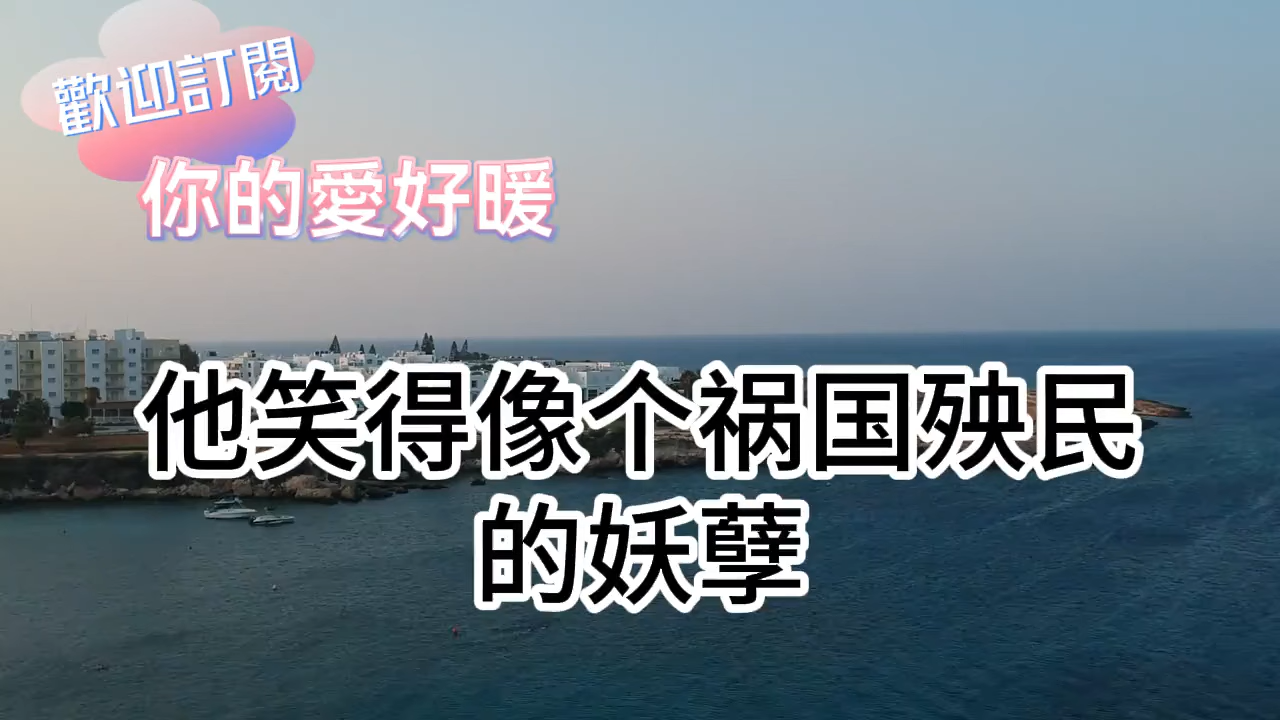 歡迎訂閱
你的愛好暖
他笑得像个祸国殃民
的妖孽